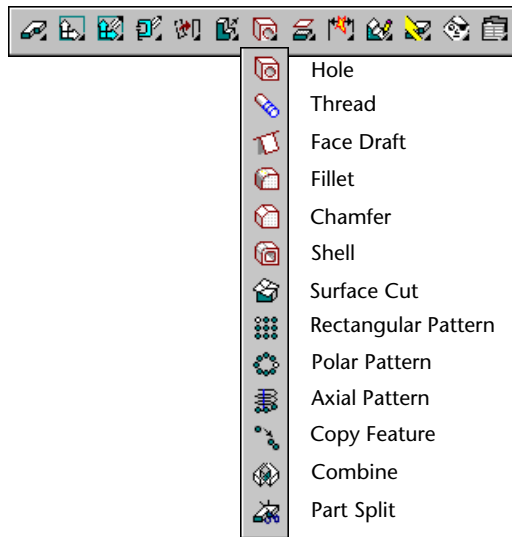 Hole
Thread
Face Draft
Fillet
Chamfer
Shell
Surface Cut
Rectangular Pattern
Polar Pattern
Axial Pattern
Copy Feature
Combine
Part Split